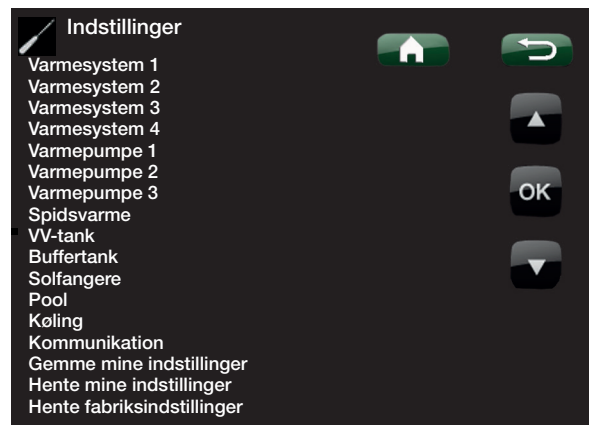 Indstillinger
Varmesystem 1
Varmesystem 2
Varmesystem 3
Varmesystem 4
Varmepumpe 1
Varmepumpe 2
Varmepumpe 3
OK
Spidsvarme
VV-tank
Buffertank
Solfangere
Pool
Køling
Kommunikation
Gemme mine indstillinger
Hente mine indstillinger
Hente fabriksindstillinger